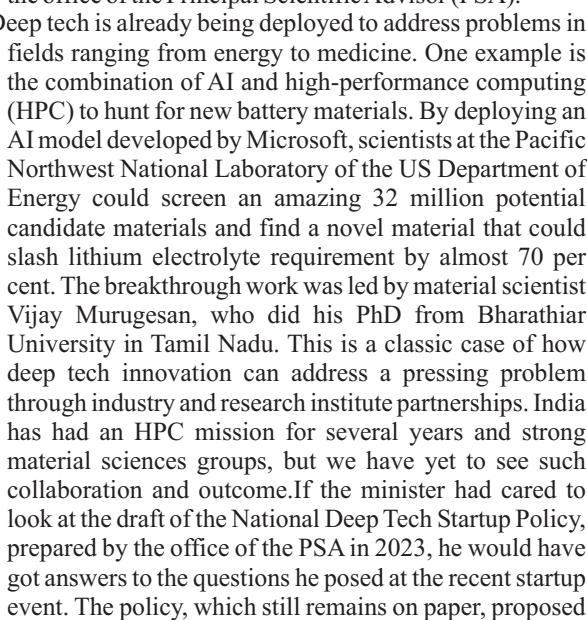 the office of the Principal Scientific Advisor (PSA).
Deep tech is already being deployed to address problems in
fields ranging from energy to medicine. One example is
the combination of AI and high-performance computing
(HPC) to hunt for new battery materials. By deploying an
AI model developed by Microsoft, scientists at the Pacific
Northwest National Laboratory of the US Department of
Energy could screen an amazing 32 million potential
candidate materials and find a novel material that could
slash lithium electrolyte requirement by almost 70 per
cent. The breakthrough work was led by material scientist
Vijay Murugesan, who did his PhD from Bharathiar
University in Tamil Nadu. This is a classic case of how
deep tech innovation can address a pressing problem
through industry and research institute partnerships. India
has had an HPC mission for several years and strong
material sciences groups, but we have yet to see such
collaboration and outcome.If the minister had cared to
look at the draft of the National Deep Tech Startup Policy,
prepared by the office of the PSA in 2023, he would have
got answers to the questions he posed at the recent startup
event. The policy, which still remains on paper, proposed